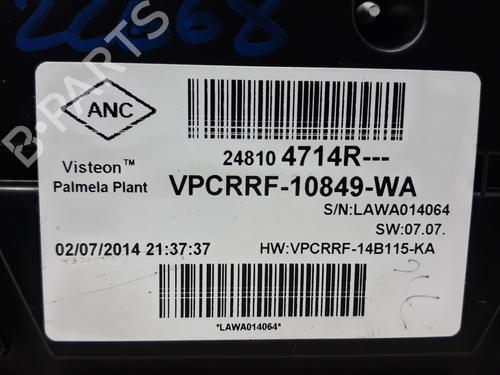 22668
B-PARTS
ANC
24810 4714R---
Visteon™
Palmela Plant
VPCRRF-10849-WA
S/N:LAWA014064
SW:07.07.
02/07/2014 21:37:37
HW:VPCRRF-14B115-KA
*LAWA014064*